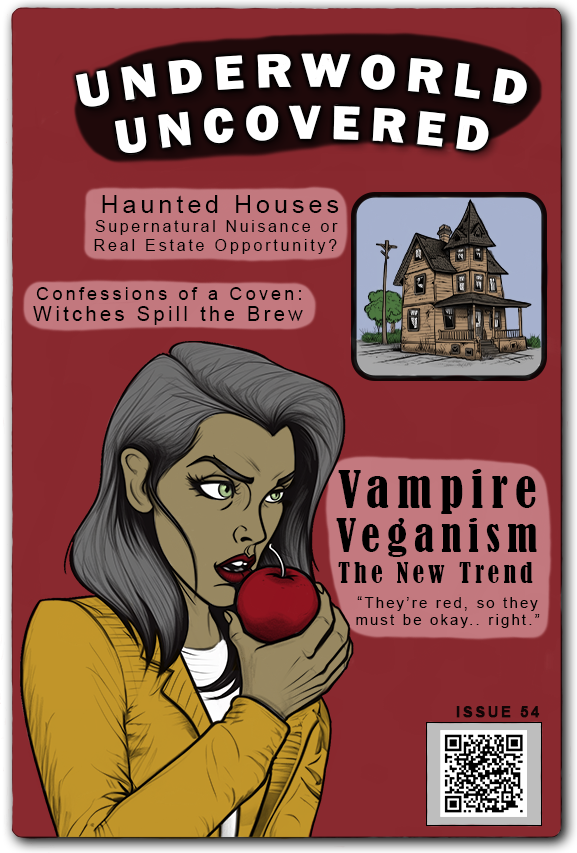 UNDERWORLD
UNCOVERED
Haunted Houses
Supernatural Nuisance or
Real Estate Opportunity?
Confessions of a Coven:
Witches Spill the Brew
Vampire
Veganism
The New Trend
“They’re red, so they
must be okay.. right.”
ISSUE 54